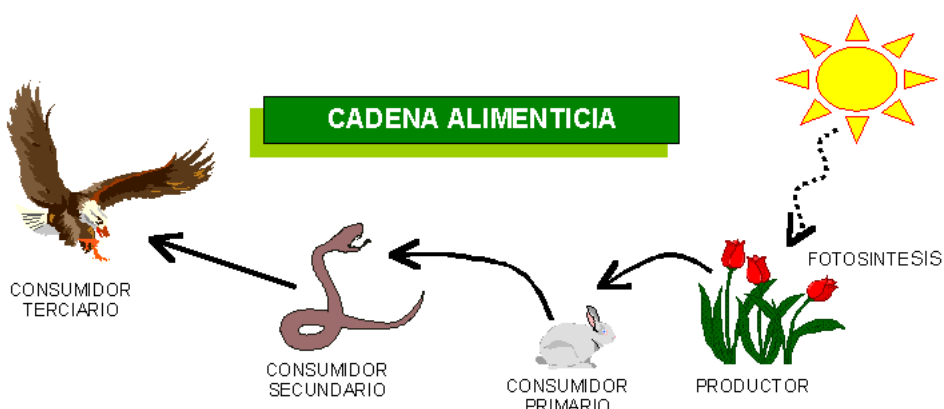 CADENA ALIMENTICIA
FOTOSINTESIS
CONSUMIDOR
TERCIARIO
CONSUMIDOR
SECUNDARIO
CONSUMIDOR
PRIMARIO
PRODUCTOR